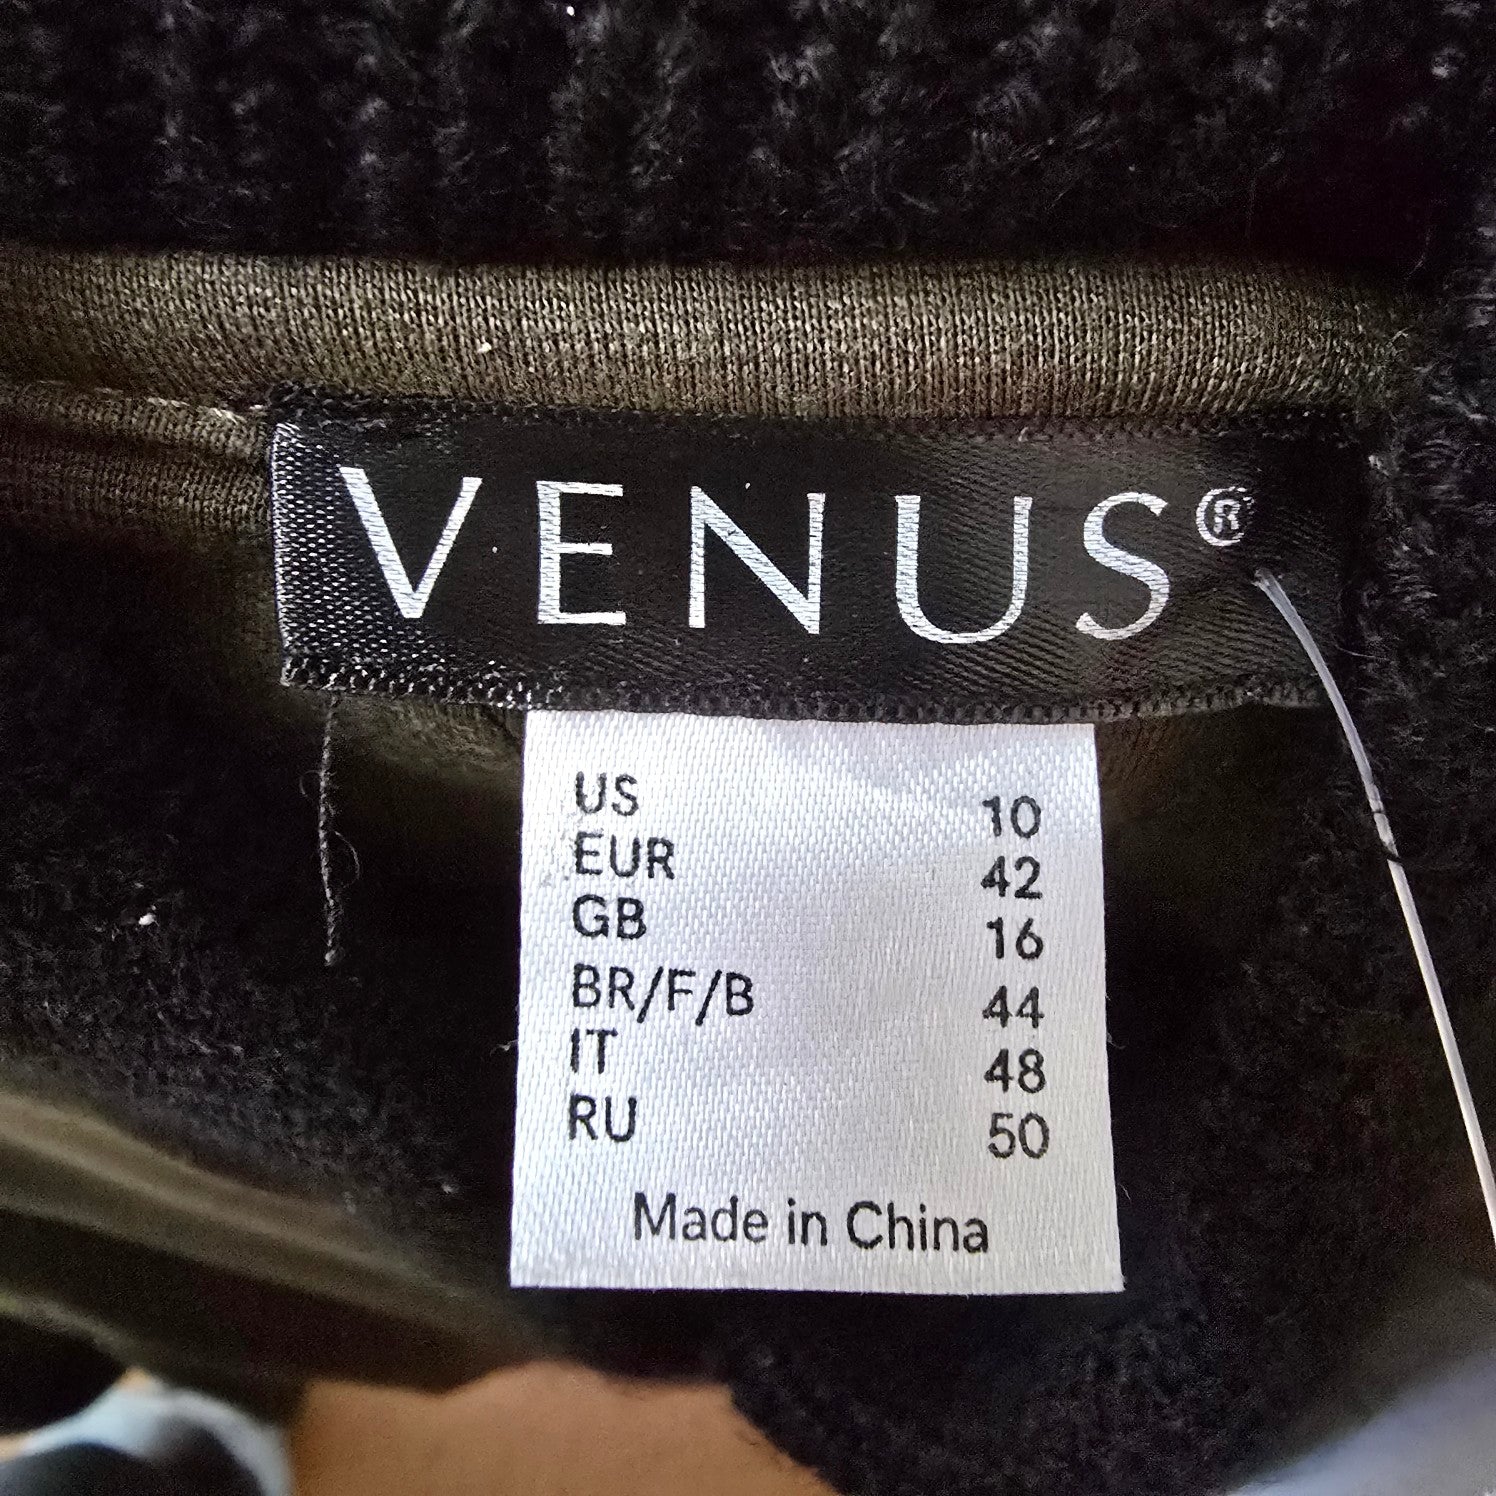 VENUS®
US 10
EUR 42
GB 16
BR/F/B 44
IT 48
RU 50
Made in China